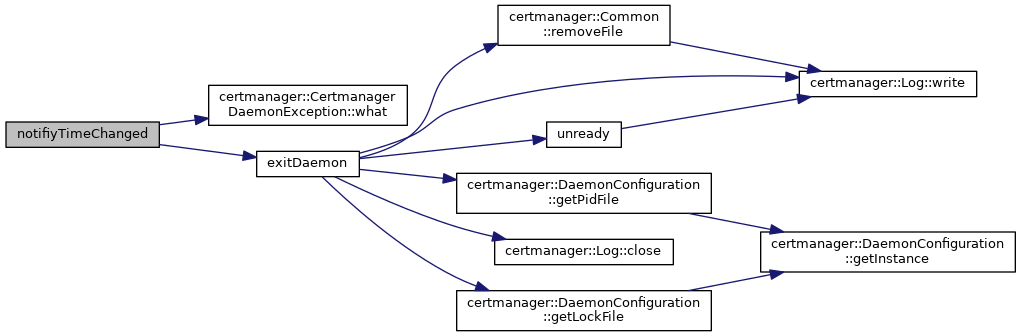 certmanager::Common
::removeFile
certmanager::Log::write
certmanager::Certmanager
DaemonException::what
notifiyTimeChanged
unready
exitDaemon
certmanager::DaemonConfiguration
::getPidFile
certmanager::Log::close
certmanager::DaemonConfiguration
::getInstance
certmanager::DaemonConfiguration
::getLockFile